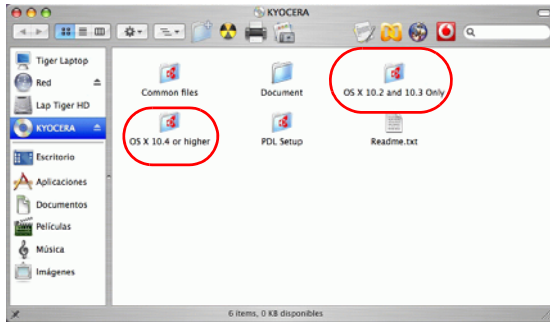 KYOCERA
Tiger Laptop
Red
Lap Tiger HD
KYOCERA
Escritorio
Aplicaciones
Documentos
Películas
Música
Imágenes
Common files
Document
OS X 10.2 and 10.3 Only
OS X 10.4 or higher
PDL Setup
Readme.txt
6 items, 0 KB disponibles